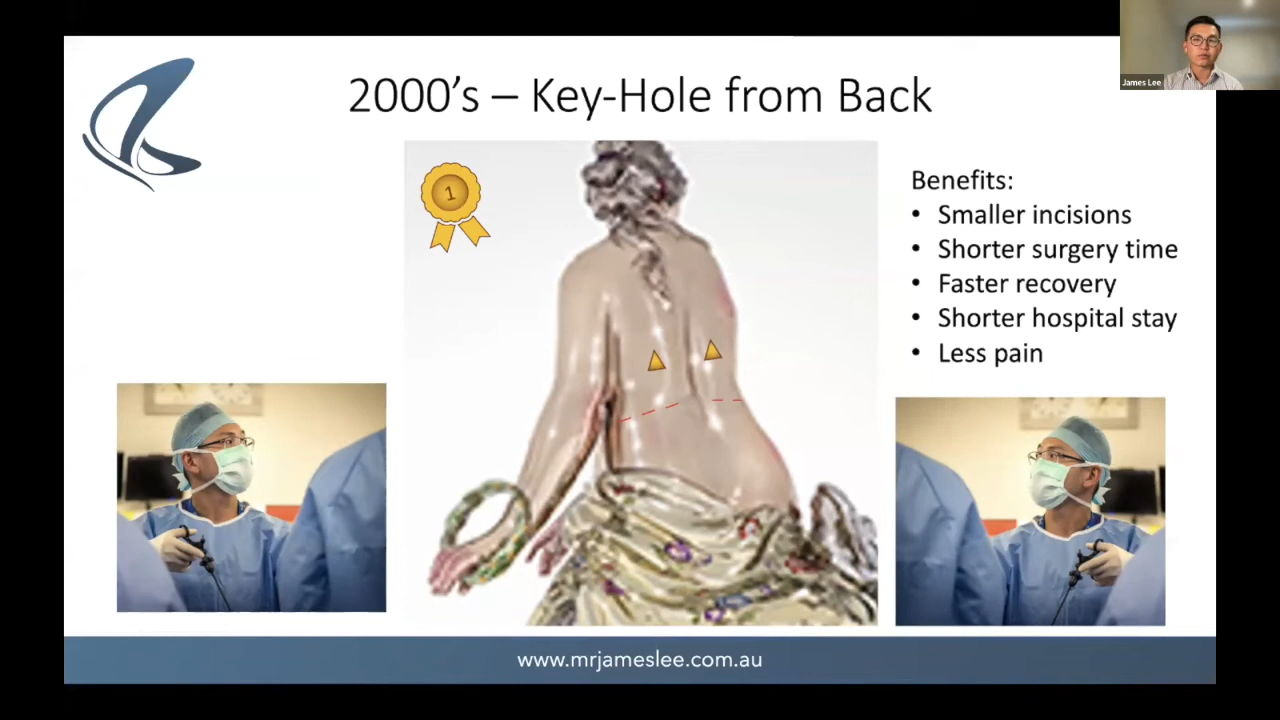 James Lee
2000's – Key-Hole from Back
1
Benefits:
• Smaller incisions
• Shorter surgery time
• Faster recovery
• Shorter hospital stay
• Less pain
www.mrjameslee.com.au